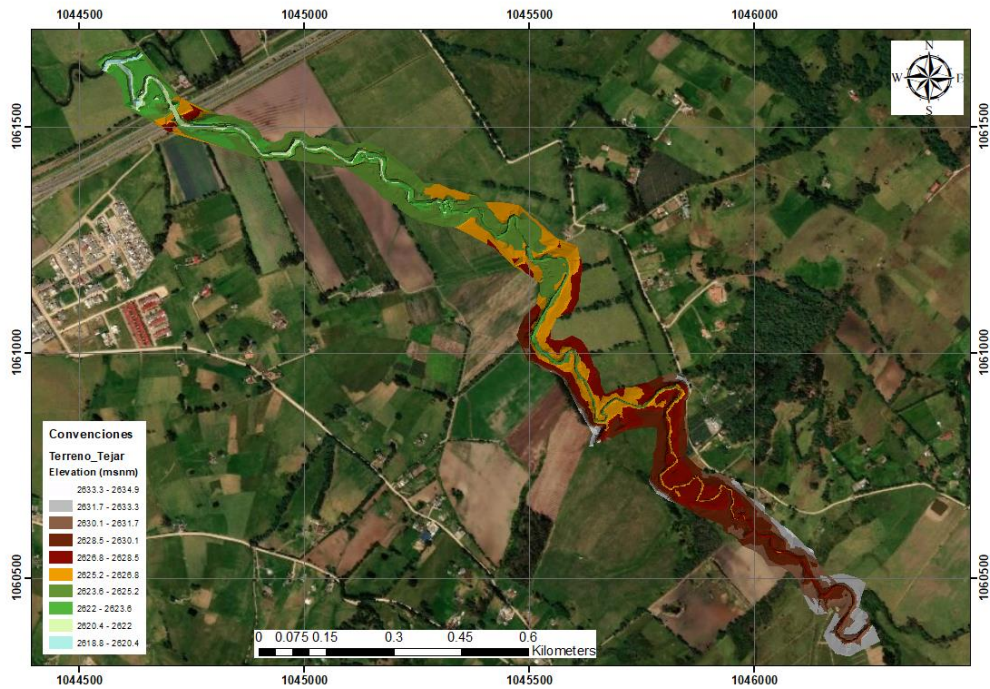 1044500 1045000 1045500 1046000
N
W E
S
1061500 1061500
1061000 1061000
1060500 1060500
Convenciones
Terreno_Tejar
Elevation (msnm)
2633.3 - 2634.9
2631.7 - 2633.3
2630.1 - 2631.7
2628.5 - 2630.1
2626.8 - 2628.5
2625.2 - 2626.8
2623.6 - 2625.2
2622 - 2623.6
2620.4 - 2622
2618.8 - 2620.4
0 0.075 0.15 0.3 0.45 0.6
Kilometers
1044500 1045000 1045500 1046000